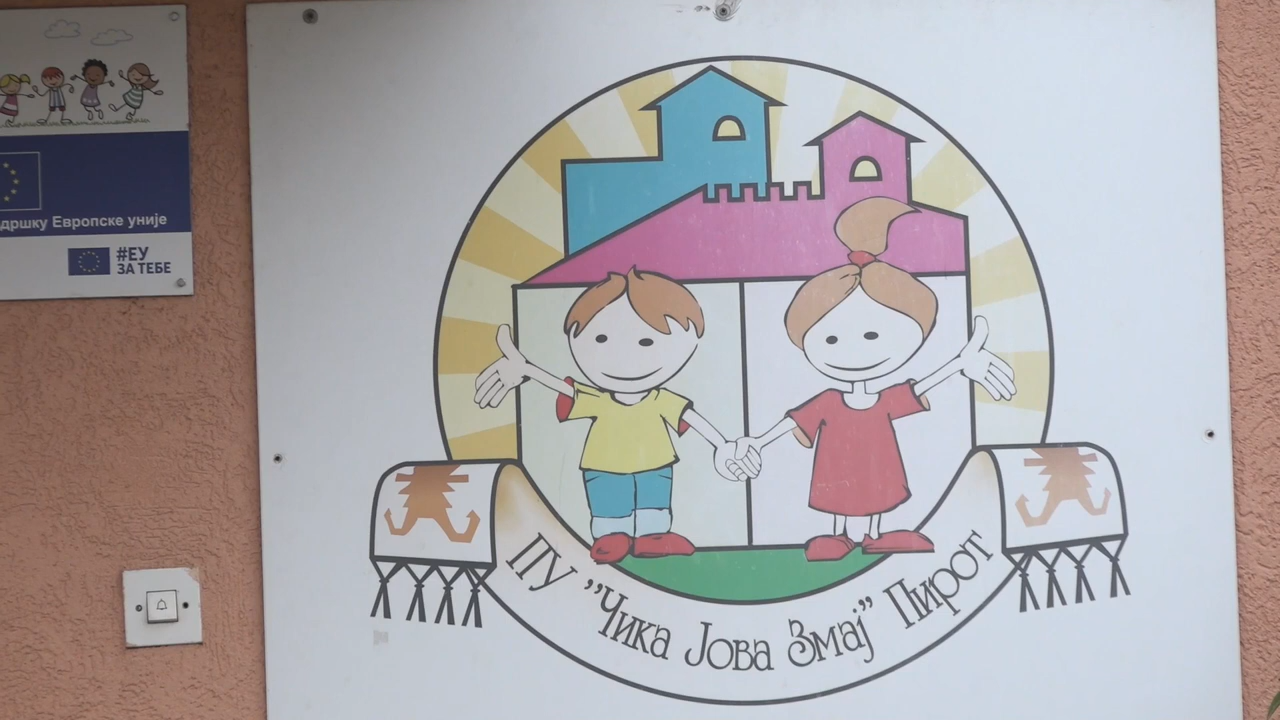 дршку Европске уније
#ЕУ
ЗА ТЕБЕ
ПУ "Чика Јова Змај" Пирот